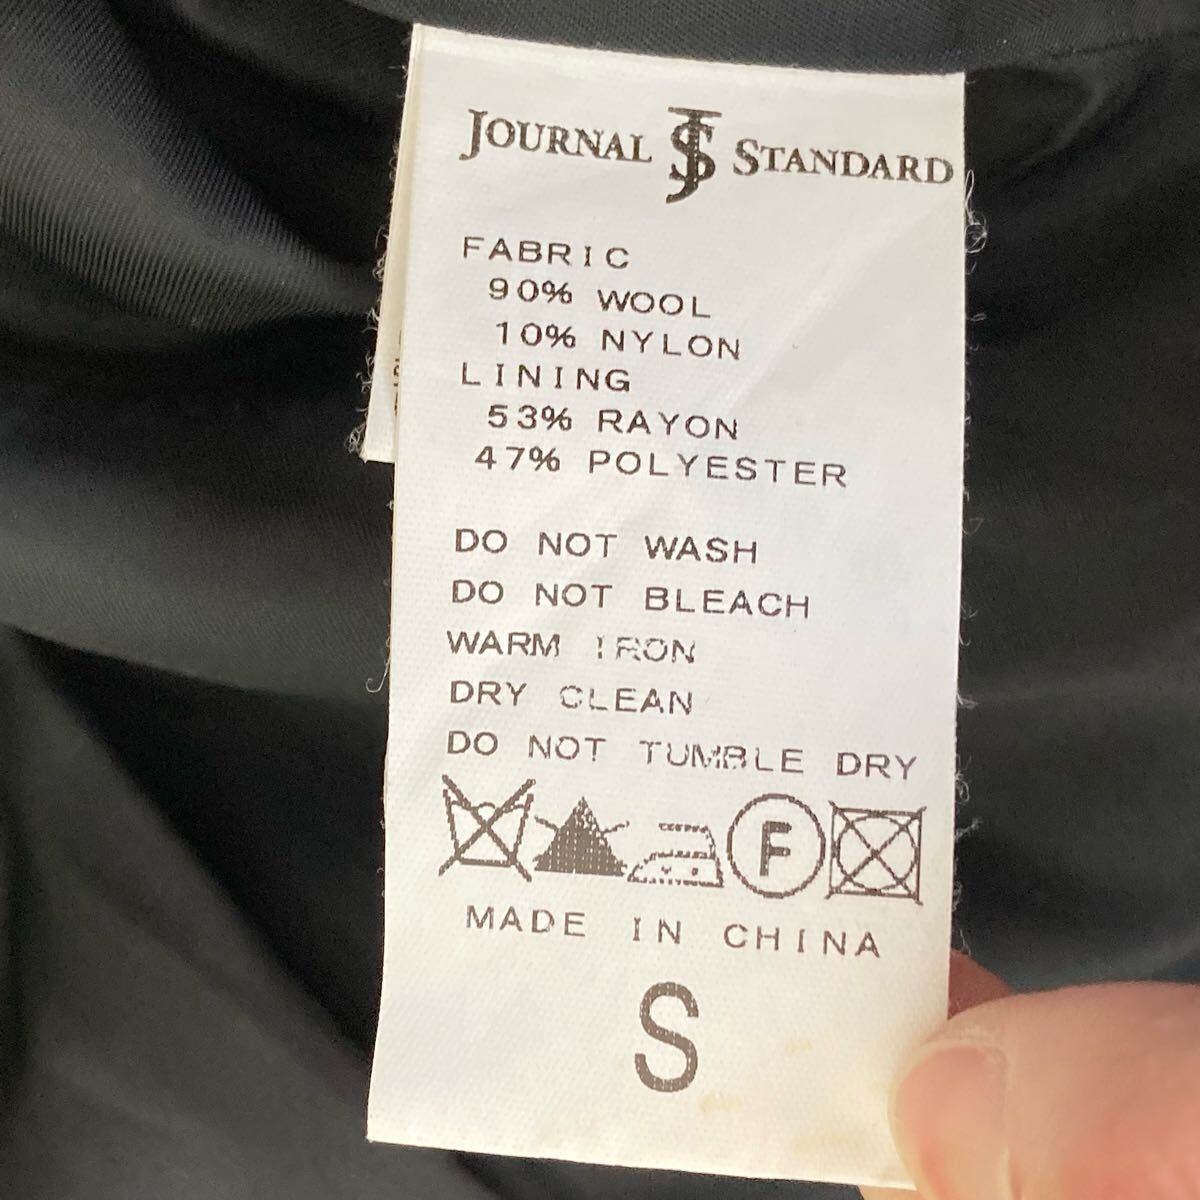 JOURNAL JS STANDARD
FABRIC
90% WOOL
10% NYLON
LINING
53% RAYON
47% POLYESTER
DO NOT WASH
DO NOT BLEACH
WARM IRON
DRY CLEAN
DO NOT TUMBLE DRY
F
MADE IN CHINA
S